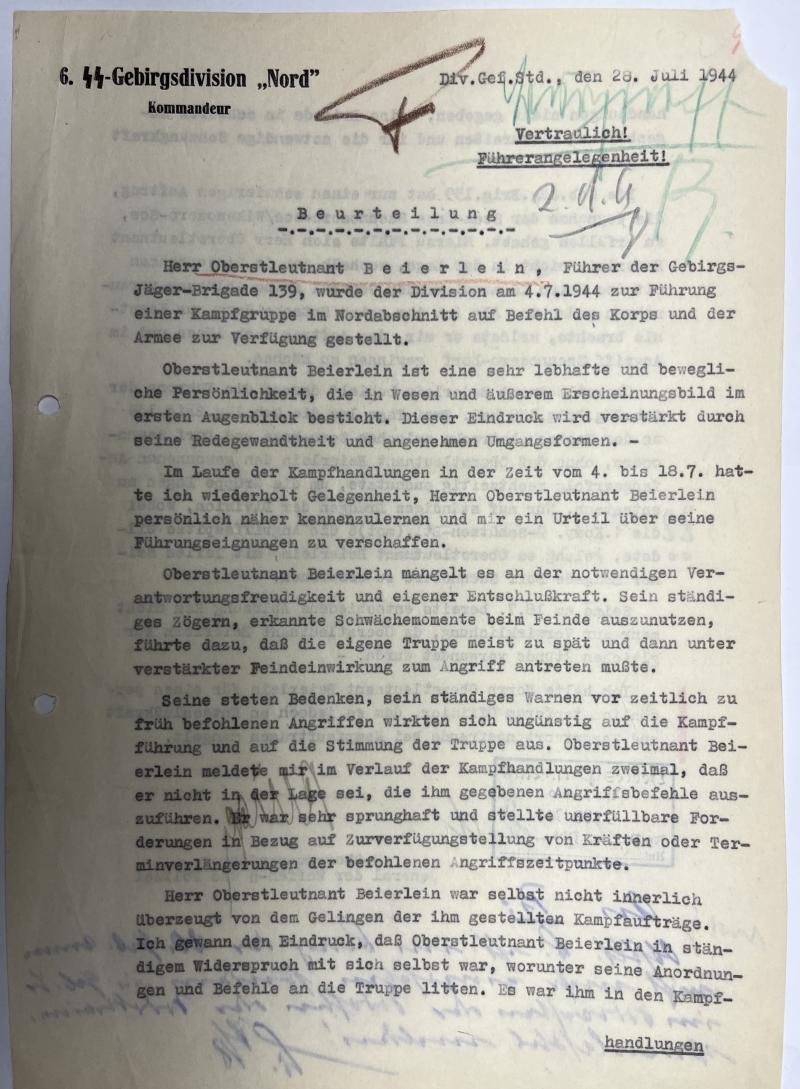 6. SS-Gebirgsdivision „Nord"
Kommandeur
Div.Gef.Std., den 28. Juli 1944
Vertraulich!
Führerangelegenheit!
Beurteilung
Herr Oberstleutnant Beierlein, Führer der Gebirgs-
Jäger-Brigade 139, wurde der Division am 4.7.1944 zur Führung
einer Kampfgruppe im Nordabschnitt auf Befehl des Korps und der
Armee zur Verfügung gestellt.
Oberstleutnant Beierlein ist eine sehr lebhafte und bewegli-
che Persönlichkeit, die in Wesen und äußerem Erscheinungsbild im
ersten Augenblick besticht. Dieser Eindruck wird verstärkt durch
seine Redegewandtheit und angenehmen Umgangsformen. -
Im Laufe der Kampfhandlungen in der Zeit vom 4. bis 18.7. hat-
te ich wiederholt Gelegenheit, Herrn Oberstleutnant Beierlein
persönlich näher kennenzulernen und mir ein Urteil über seine
Führungseignungen zu verschaffen.
Oberstleutnant Beierlein mangelt es an der notwendigen Ver-
antwortungsfreudigkeit und eigener Entschlußkraft. Sein ständi-
ges Zögern, erkannte Schwächemomente beim Feinde auszunutzen,
führte dazu, daß die eigene Truppe meist zu spät und dann unter
verstärkter Feindeinwirkung zum Angriff antreten mußte.
Seine steten Bedenken, sein ständiges Warnen vor zeitlich zu
früh befohlenen Angriffen wirkten sich ungünstig auf die Kampf-
führung und auf die Stimmung der Truppe aus. Oberstleutnant Bei-
erlein meldete mir im Verlauf der Kampfhandlungen zweimal, daß
er nicht in der Lage sei, die ihm gegebenen Angriffsbefehle aus-
zuführen. Er war sehr sprunghaft und stellte unerfüllbare For-
derungen in Bezug auf Zurverfügungstellung von Kräften oder Ter-
minverlängerungen der befohlenen Angriffszeitpunkte.
Herr Oberstleutnant Beierlein war selbst nicht innerlich
überzeugt von dem Gelingen der ihm gestellten Kampfaufträge.
Ich gewann den Eindruck, daß Oberstleutnant Beierlein in stän-
digem Widerspruch mit sich selbst war, worunter seine Anordnun-
gen und Befehle an die Truppe litten. Es war ihm in den Kampf-
handlungen